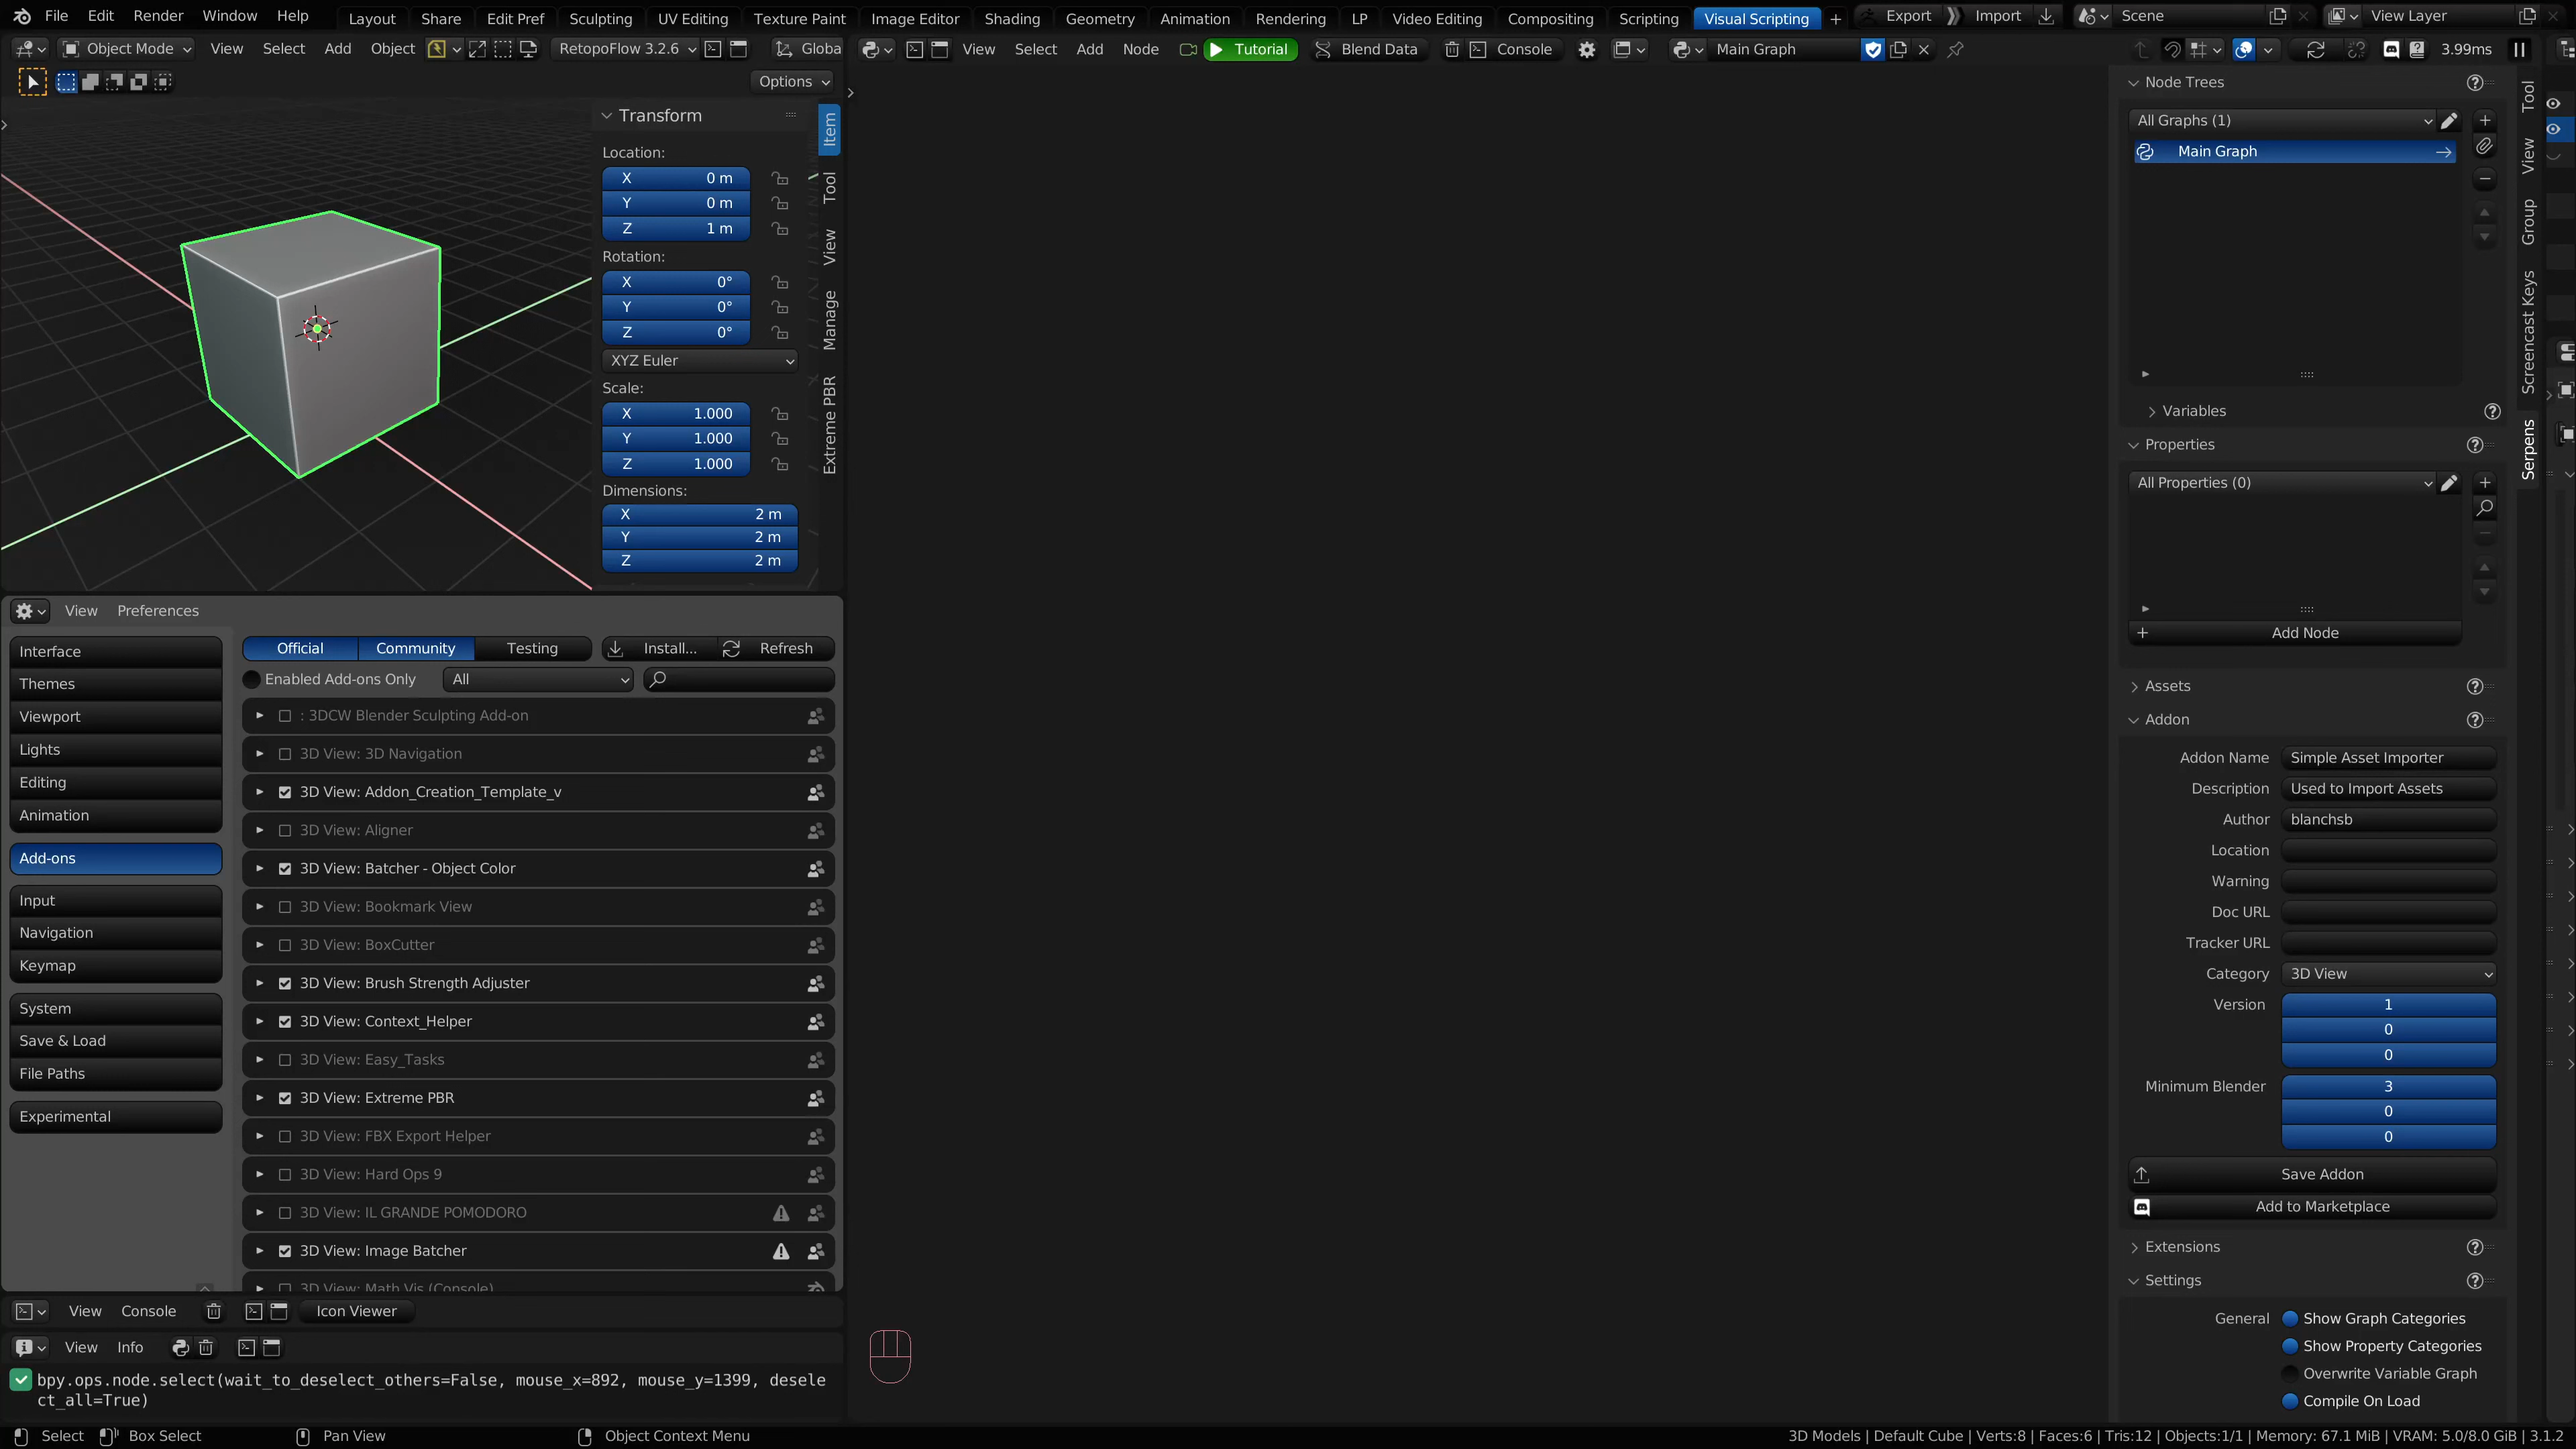 File Edit Render Window Help Layout Share Edit Pref Sculpting UV Editing Texture Paint Image Editor Shading Geometry Animation Rendering LP Video Editing Compositing Scripting Visual Scripting + Export Import Scene View Layer
Object Mode View Select Add Object RetopoFlow 3.2.6 Globa View Select Add Node Tutorial Blend Data Console Main Graph 3.99ms
Options
Transform
Location:
X 0 m
Y 0 m
Z 1 m
Rotation:
X 0°
Y 0°
Z 0°
XYZ Euler
Scale:
X 1.000
Y 1.000
Z 1.000
Dimensions:
X 2 m
Y 2 m
Z 2 m
Item
Tool
View
Manage
Extreme PBR
View Preferences
Interface
Themes
Viewport
Lights
Editing
Animation
Add-ons
Input
Navigation
Keymap
System
Save & Load
File Paths
Experimental
Official Community Testing Install... Refresh
Enabled Add-ons Only All
: 3DCW Blender Sculpting Add-on
3D View: 3D Navigation
3D View: Addon_Creation_Template_v
3D View: Aligner
3D View: Batcher - Object Color
3D View: Bookmark View
3D View: BoxCutter
3D View: Brush Strength Adjuster
3D View: Context_Helper
3D View: Easy_Tasks
3D View: Extreme PBR
3D View: FBX Export Helper
3D View: Hard Ops 9
3D View: IL GRANDE POMODORO
3D View: Image Batcher
3D View: Math Vis (Console)
View Console Icon Viewer
View Info
bpy.ops.node.select(wait_to_deselect_others=False, mouse_x=892, mouse_y=1399, desele
ct_all=True)
Node Trees
All Graphs (1)
Main Graph
Variables
Properties
All Properties (0)
Add Node
Assets
Addon
Addon Name Simple Asset Importer
Description Used to Import Assets
Author blanchsb
Location
Warning
Doc URL
Tracker URL
Category 3D View
Version 1
0
0
Minimum Blender 3
0
0
Save Addon
Add to Marketplace
Extensions
Settings
General Show Graph Categories
Show Property Categories
Overwrite Variable Graph
Compile On Load
Tool
View
Group
Screencast Keys
Serpens
Select Box Select Pan View Object Context Menu 3D Models | Default Cube | Verts:8 | Faces:6 | Tris:12 | Objects:1/1 | Memory: 67.1 MiB | VRAM: 5.0/8.0 GiB | 3.1.2